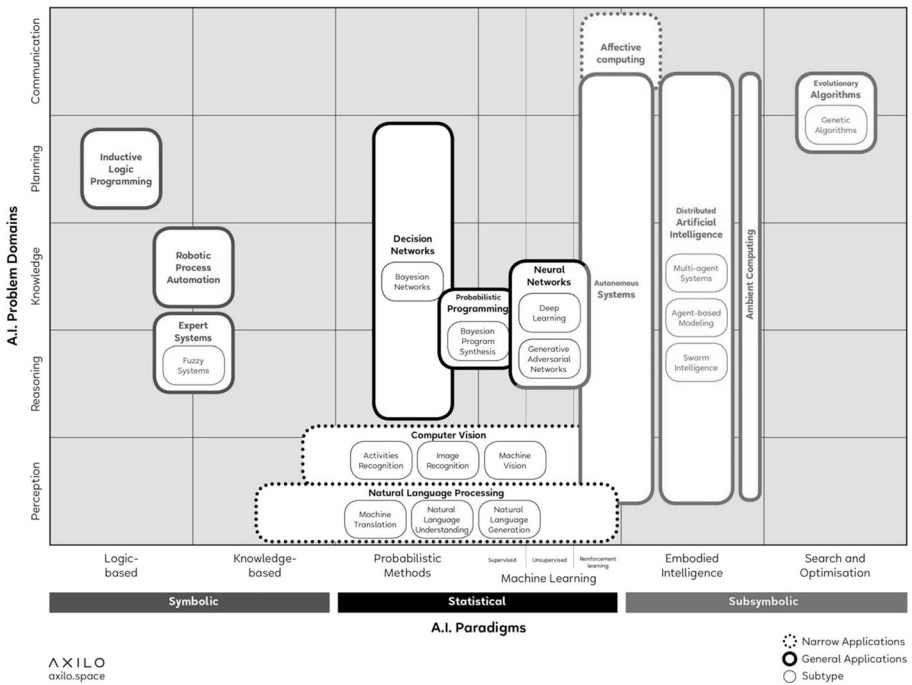 A.I. Problem Domains
Communication
Planning
Knowledge
Reasoning
Perception
Affective
computing
Evolutionary
Algorithms
Genetic
Algorithms
Inductive
Logic
Programming
Robotic
Process
Automation
Expert
Systems
Fuzzy
Systems
Decision
Networks
Bayesian
Networks
Probabilistic
Programming
Bayesian
Program
Synthesis
Neural
Networks
Deep
Learning
Generative
Adversarial
Networks
Autonomous
Systems
Distributed
Artificial
Intelligence
Multi-agent
Systems
Agent-based
Modeling
Swarm
Intelligence
Ambient Computing
Computer Vision
Activities
Recognition
Image
Recognition
Machine
Vision
Natural Language Processing
Machine
Translation
Natural
Language
Understanding
Natural
Language
Generation
Logic-
based
Knowledge-
based
Probabilistic
Methods
Supervised
Unsupervised
Reinforcement
learning
Machine Learning
Embodied
Intelligence
Search and
Optimisation
Symbolic
Statistical
Subsymbolic
A.I. Paradigms
Narrow Applications
General Applications
Subtype
AXILO
axilo.space